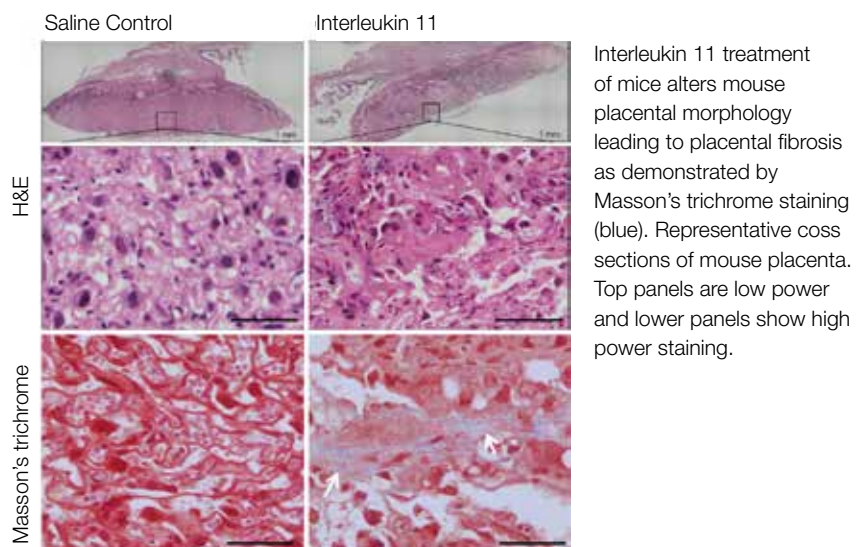 Saline Control
Interleukin 11
1 mm
1 mm
H&E
Masson's trichrome
Interleukin 11 treatment
of mice alters mouse
placental morphology
leading to placental fibrosis
as demonstrated by
Masson's trichrome staining
(blue). Representative coss
sections of mouse placenta.
Top panels are low power
and lower panels show high
power staining.